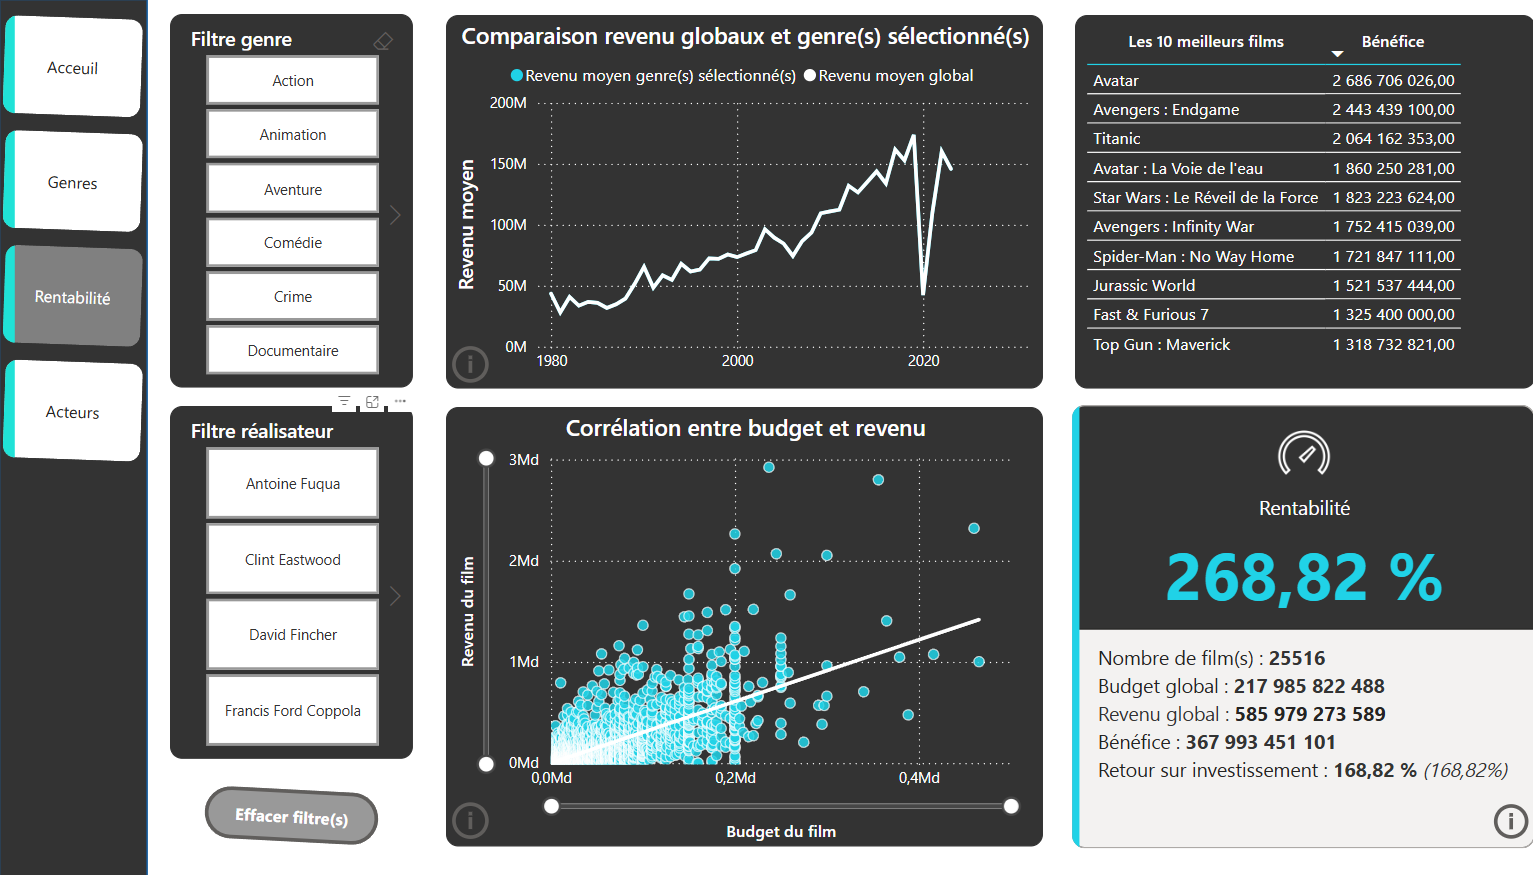 Acceuil
Genres
Rentabilité
Acteurs
Filtre genre
Action
Animation
Aventure
Comédie
Crime
Documentaire
Filtre réalisateur
Antoine Fuqua
Clint Eastwood
David Fincher
Francis Ford Coppola
Effacer filtre(s)
Comparaison revenu globaux et genre(s) sélectionné(s)
Revenu moyen genre(s) sélectionné(s) Revenu moyen global
Revenu moyen
200M
150M
100M
50M
0M
1980 2000 2020
Corrélation entre budget et revenu
Revenu du film
3Md
2Md
1Md
0Md
0,0Md 0,2Md 0,4Md
Budget du film
Les 10 meilleurs films Bénéfice
Avatar 2 686 706 026,00
Avengers : Endgame 2 443 439 100,00
Titanic 2 064 162 353,00
Avatar : La Voie de l'eau 1 860 250 281,00
Star Wars : Le Réveil de la Force 1 823 223 624,00
Avengers : Infinity War 1 752 415 039,00
Spider-Man : No Way Home 1 721 847 111,00
Jurassic World 1 521 537 444,00
Fast & Furious 7 1 325 400 000,00
Top Gun : Maverick 1 318 732 821,00
Rentabilité
268,82 %
Nombre de film(s) : 25516
Budget global : 217 985 822 488
Revenu global : 585 979 273 589
Bénéfice : 367 993 451 101
Retour sur investissement : 168,82 % (168,82%)